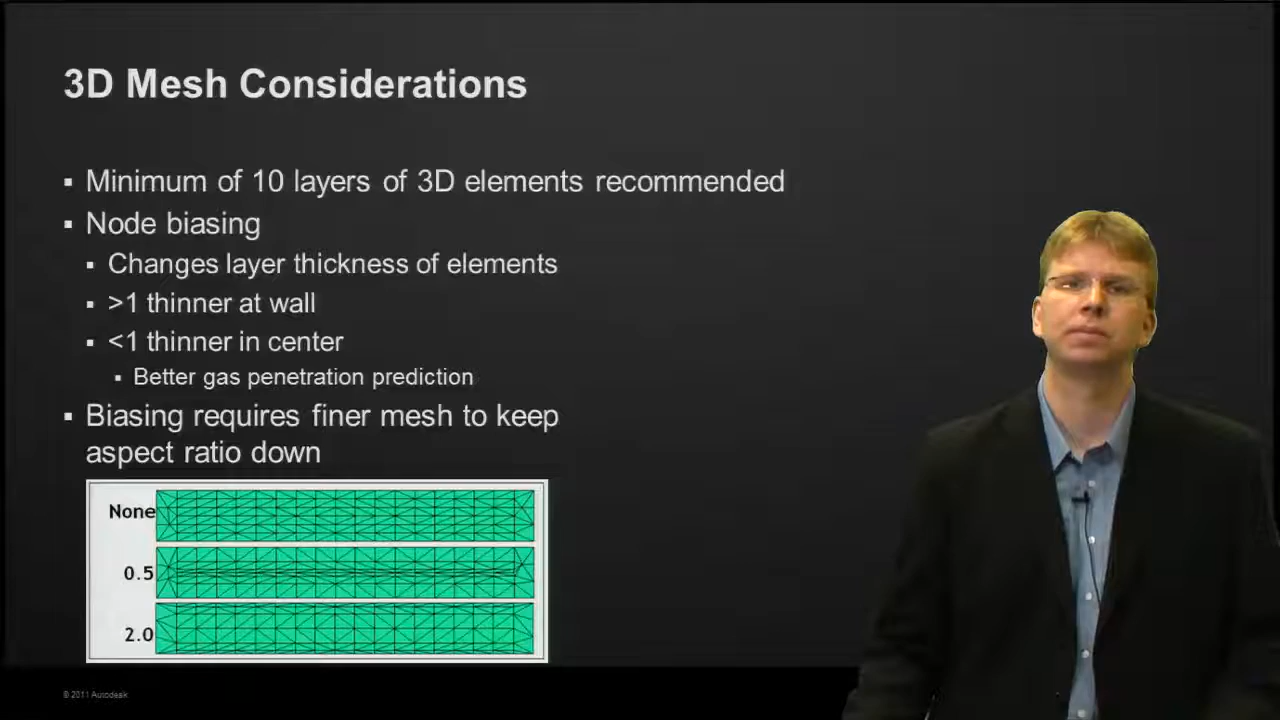 3D Mesh Considerations
▪ Minimum of 10 layers of 3D elements recommended
▪ Node biasing
▪ Changes layer thickness of elements
▪ >1 thinner at wall
▪ <1 thinner in center
▪ Better gas penetration prediction
▪ Biasing requires finer mesh to keep
aspect ratio down
None
0.5
2.0
© 2011 Autodesk